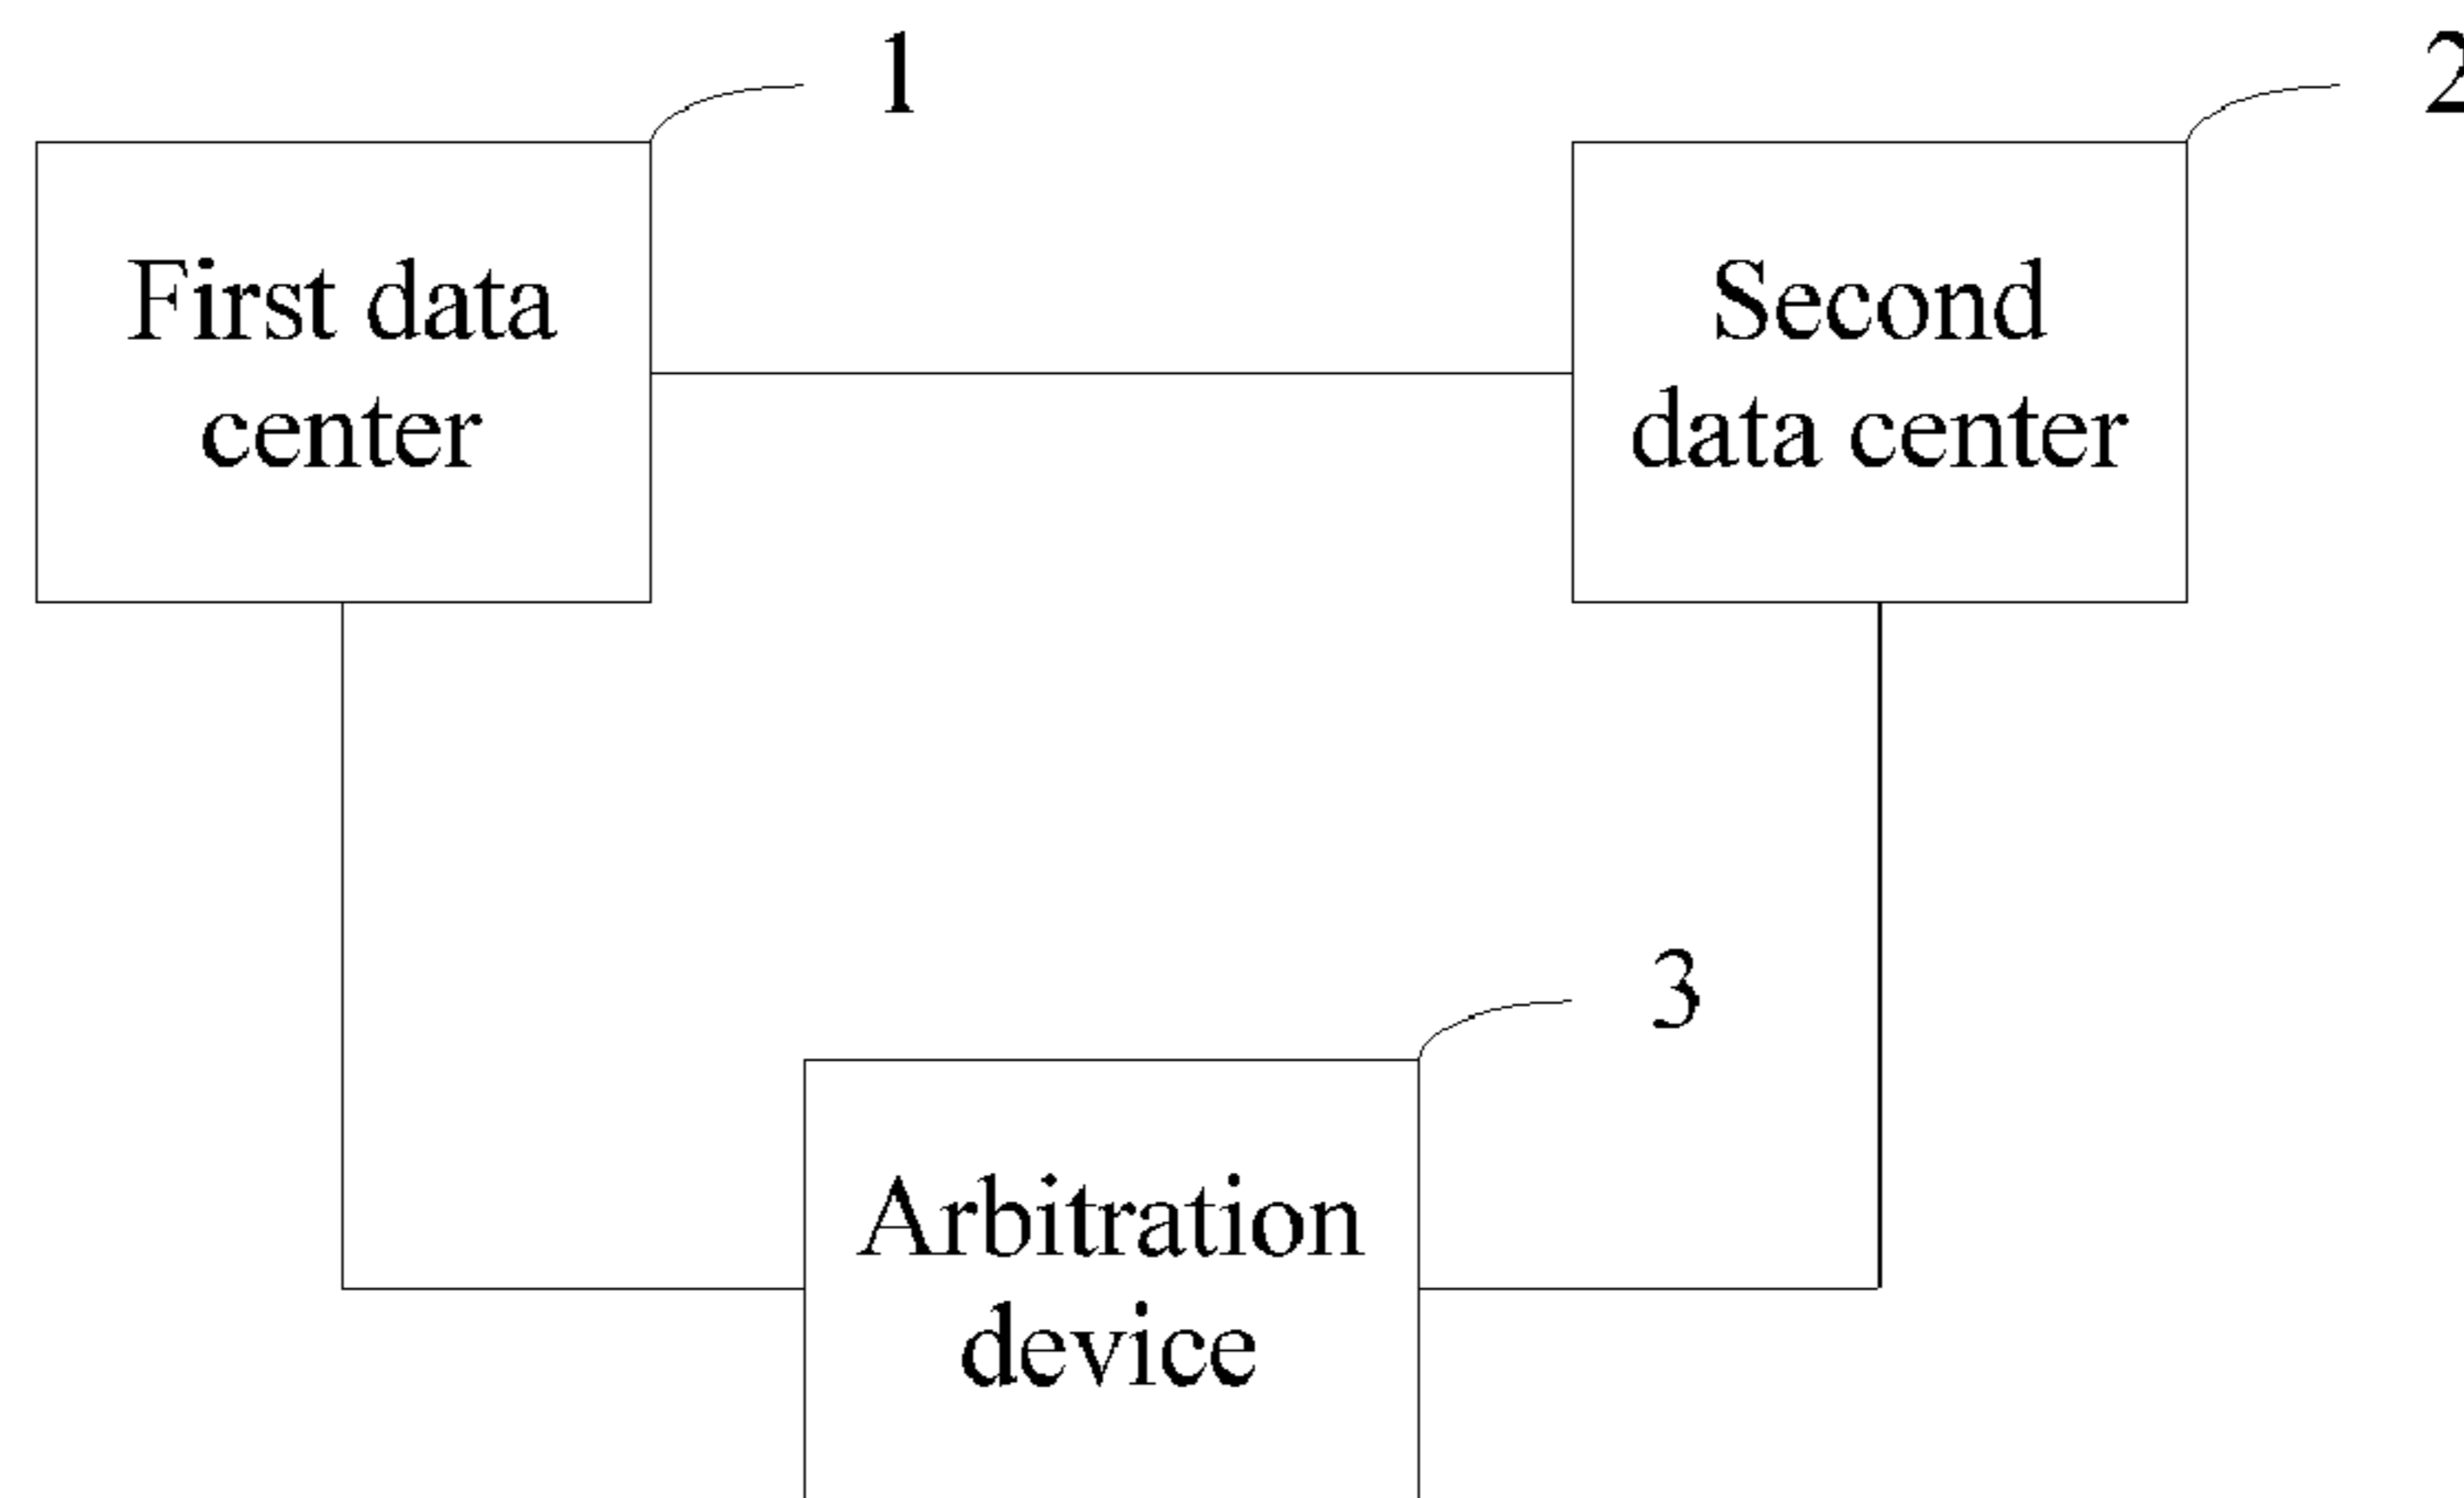 1
2
First data
center
Second
data center
3
Arbitration
device